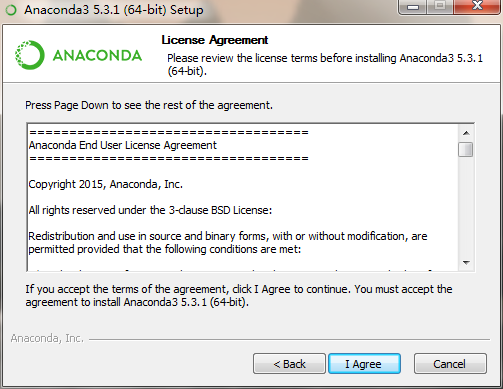 Anaconda3 5.3.1 (64-bit) Setup
ANACONDA
License Agreement
Please review the license terms before installing Anaconda3 5.3.1
(64-bit).
Press Page Down to see the rest of the agreement.
======================================
Anaconda End User License Agreement
======================================
Copyright 2015, Anaconda, Inc.
All rights reserved under the 3-clause BSD License:
Redistribution and use in source and binary forms, with or without modification, are
permitted provided that the following conditions are met:
If you accept the terms of the agreement, click I Agree to continue. You must accept the
agreement to install Anaconda3 5.3.1 (64-bit).
Anaconda, Inc.
< Back
I Agree
Cancel